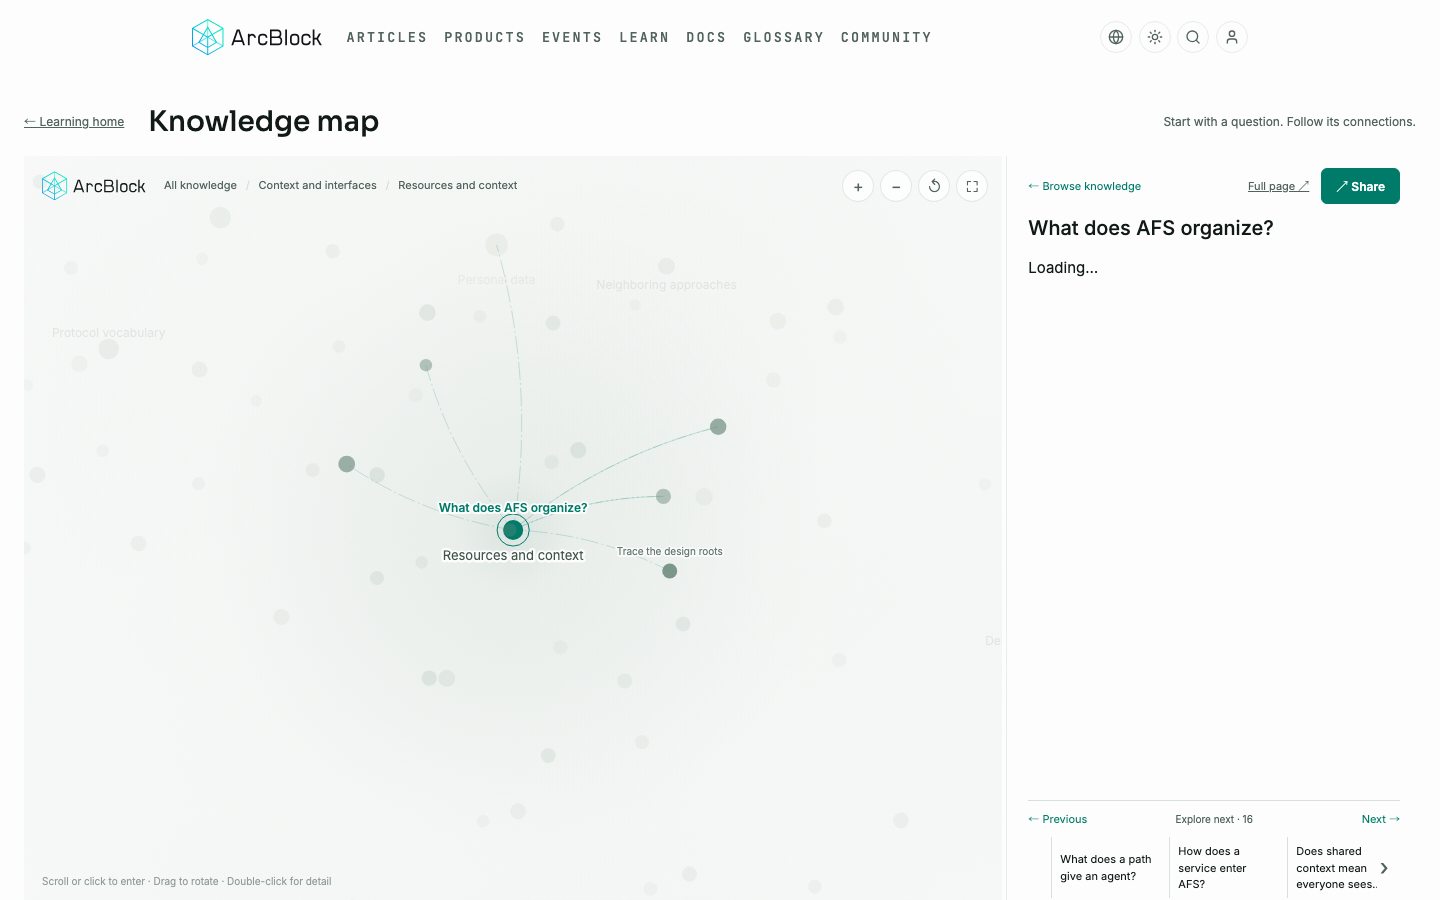 ArcBlock
ARTICLES PRODUCTS EVENTS LEARN DOCS GLOSSARY COMMUNITY
← Learning home
Knowledge map
Start with a question. Follow its connections.
ArcBlock
All knowledge / Context and interfaces / Resources and context
+ −
← Browse knowledge
Full page ↗
↗ Share
What does AFS organize?
Loading...
Personal data
Neighboring approaches
Protocol vocabulary
What does AFS organize?
Resources and context
Trace the design roots
De
Scroll or click to enter · Drag to rotate · Double-click for detail
← Previous
Explore next · 16
Next →
What does a path
give an agent?
How does a
service enter
AFS?
Does shared
context mean
everyone sees..